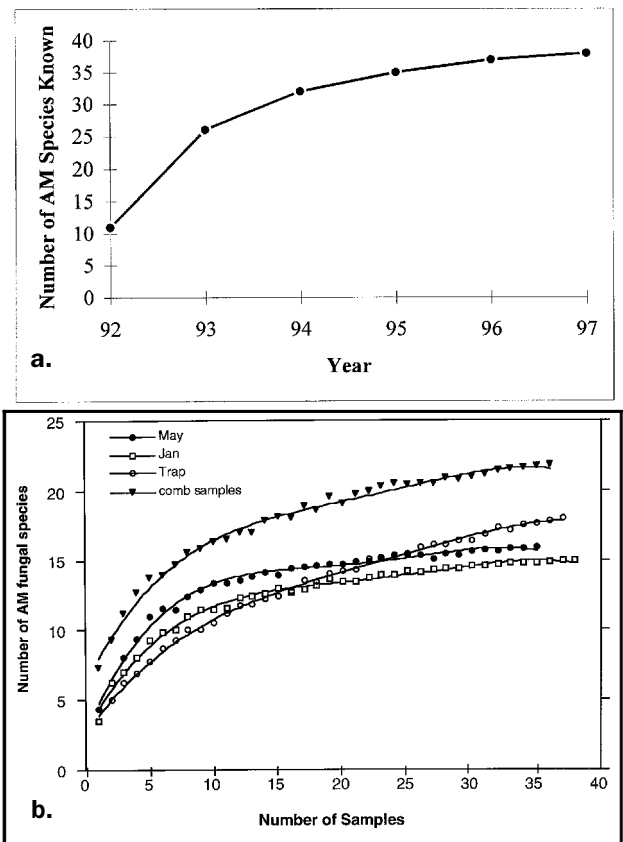 40
35
30
25
20
15
10
5
0
Number of AM Species Known
92 93 94 95 96 97
Year
a.
25
20
15
10
5
0
Number of AM fungal species
May
Jan
Trap
comb samples
0 5 10 15 20 25 30 35 40
Number of Samples
b.